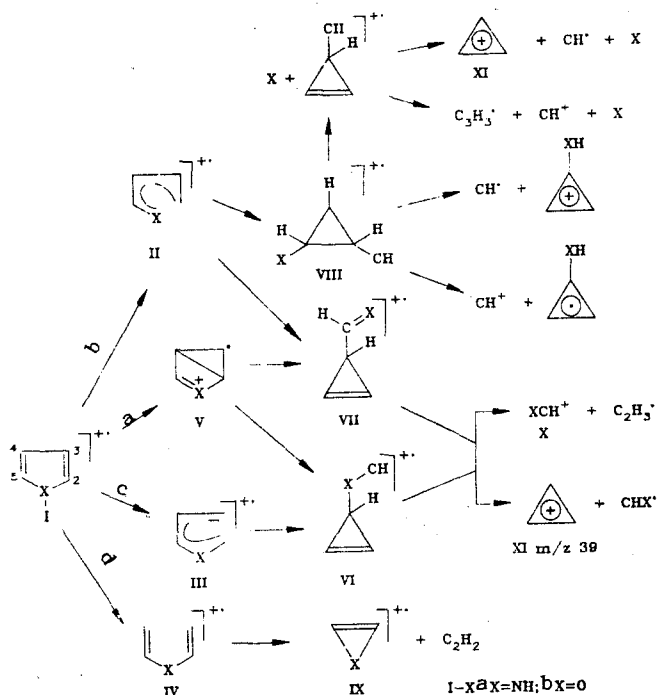 CH
H
]+·
X +
⊕
+ CH· + X
XI
C3H3· + CH+ + X
XH
H
]+·
CH· +
⊕
H
H
X
CH
VIII
XH
CH+ +
⊙
X
]+·
II
H
C
X
]+·
H
VII
b
a
X
+
·
V
XCH+ + C2H3·
X
4
3
5
2
X
I
]+·
c
X
CH
]+·
H
VI
⊕
+ CHX·
XI m/z 39
X
−
]+·
III
d
X
]+·
IV
X
]+·
IX
+ C2H2
I-X a X=NH; b X=O